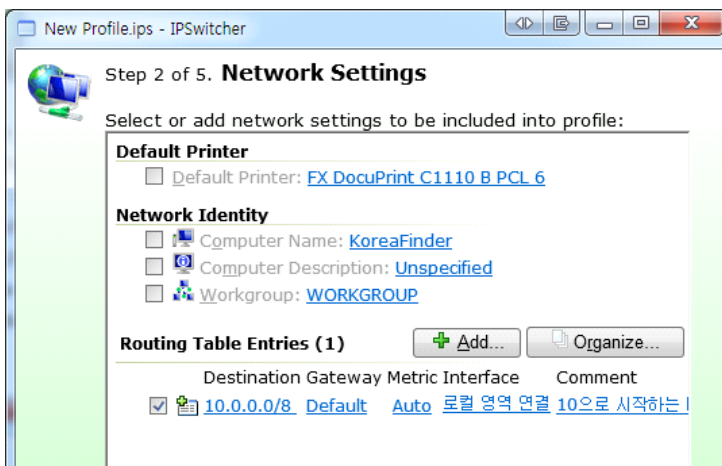 New Profile.ips - IPSwitcher
Step 2 of 5. Network Settings
Select or add network settings to be included into profile:
Default Printer
Default Printer: FX DocuPrint C1110 B PCL 6
Network Identity
Computer Name: KoreaFinder
Computer Description: Unspecified
Workgroup: WORKGROUP
Routing Table Entries (1) Add... Organize...
Destination Gateway Metric Interface Comment
10.0.0.0/8 Default Auto 로컬 영역 연결 10으로 시작하는